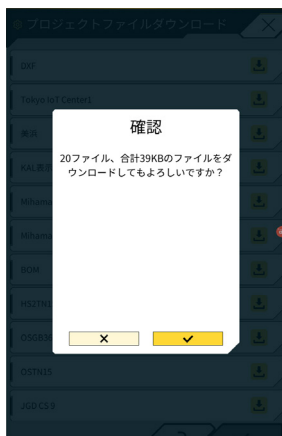 プロジェクトファイルダウンロード
DXF
Tokyo IoT Center1
確認
20ファイル、合計39KBのファイルをダ
ウンロードしてもよろしいですか？
Mihama
Mihama
BOM
OSTN15
JGD CS 9